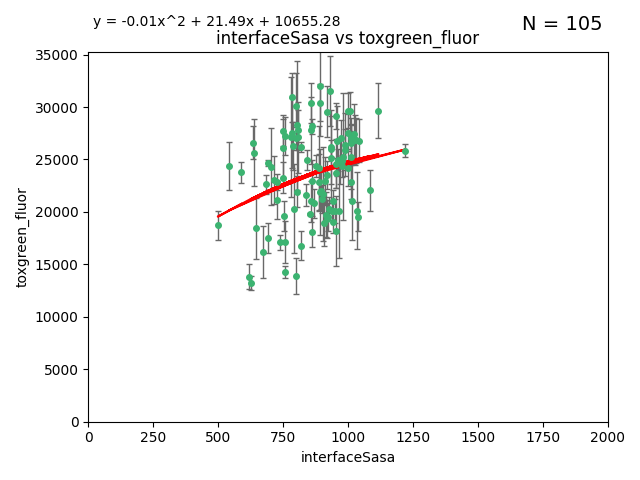 y = -0.01x^2 + 21.49x + 10655.28
N = 105
interfaceSasa vs toxgreen_fluor
35000
30000
25000
20000
15000
10000
5000
0
toxgreen_fluor
0 250 500 750 1000 1250 1500 1750 2000
interfaceSasa